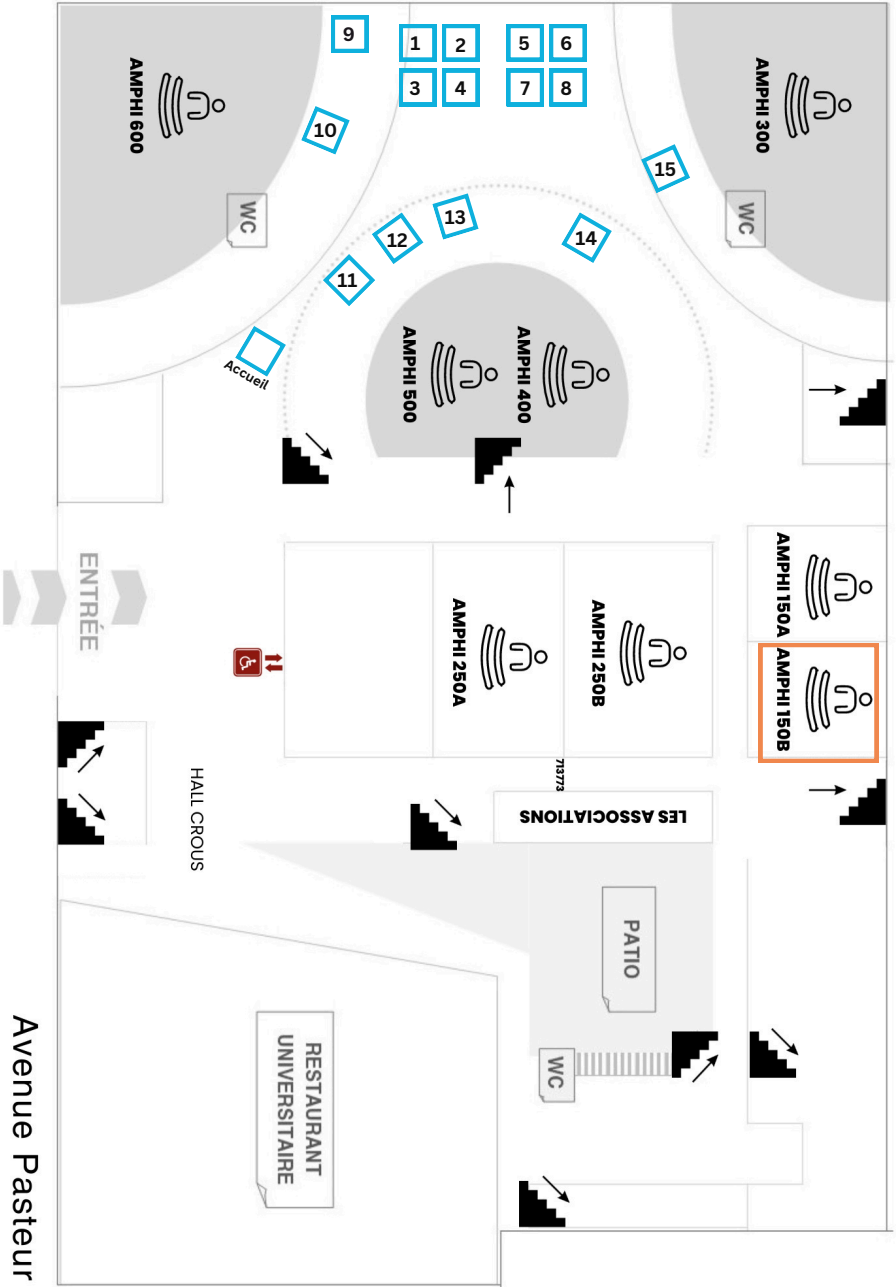 9
1
2
5
6
3
4
7
8
10
15
AMPHI 600
AMPHI 300
WC
WC
13
12
14
11
Accueil
AMPHI 500
AMPHI 400
ENTRÉE
AMPHI 150A
AMPHI 250A
AMPHI 250B
AMPHI 150B
713773
HALL CROUS
LES ASSOCIATIONS
PATIO
WC
RESTAURANT
UNIVERSITAIRE
Avenue Pasteur